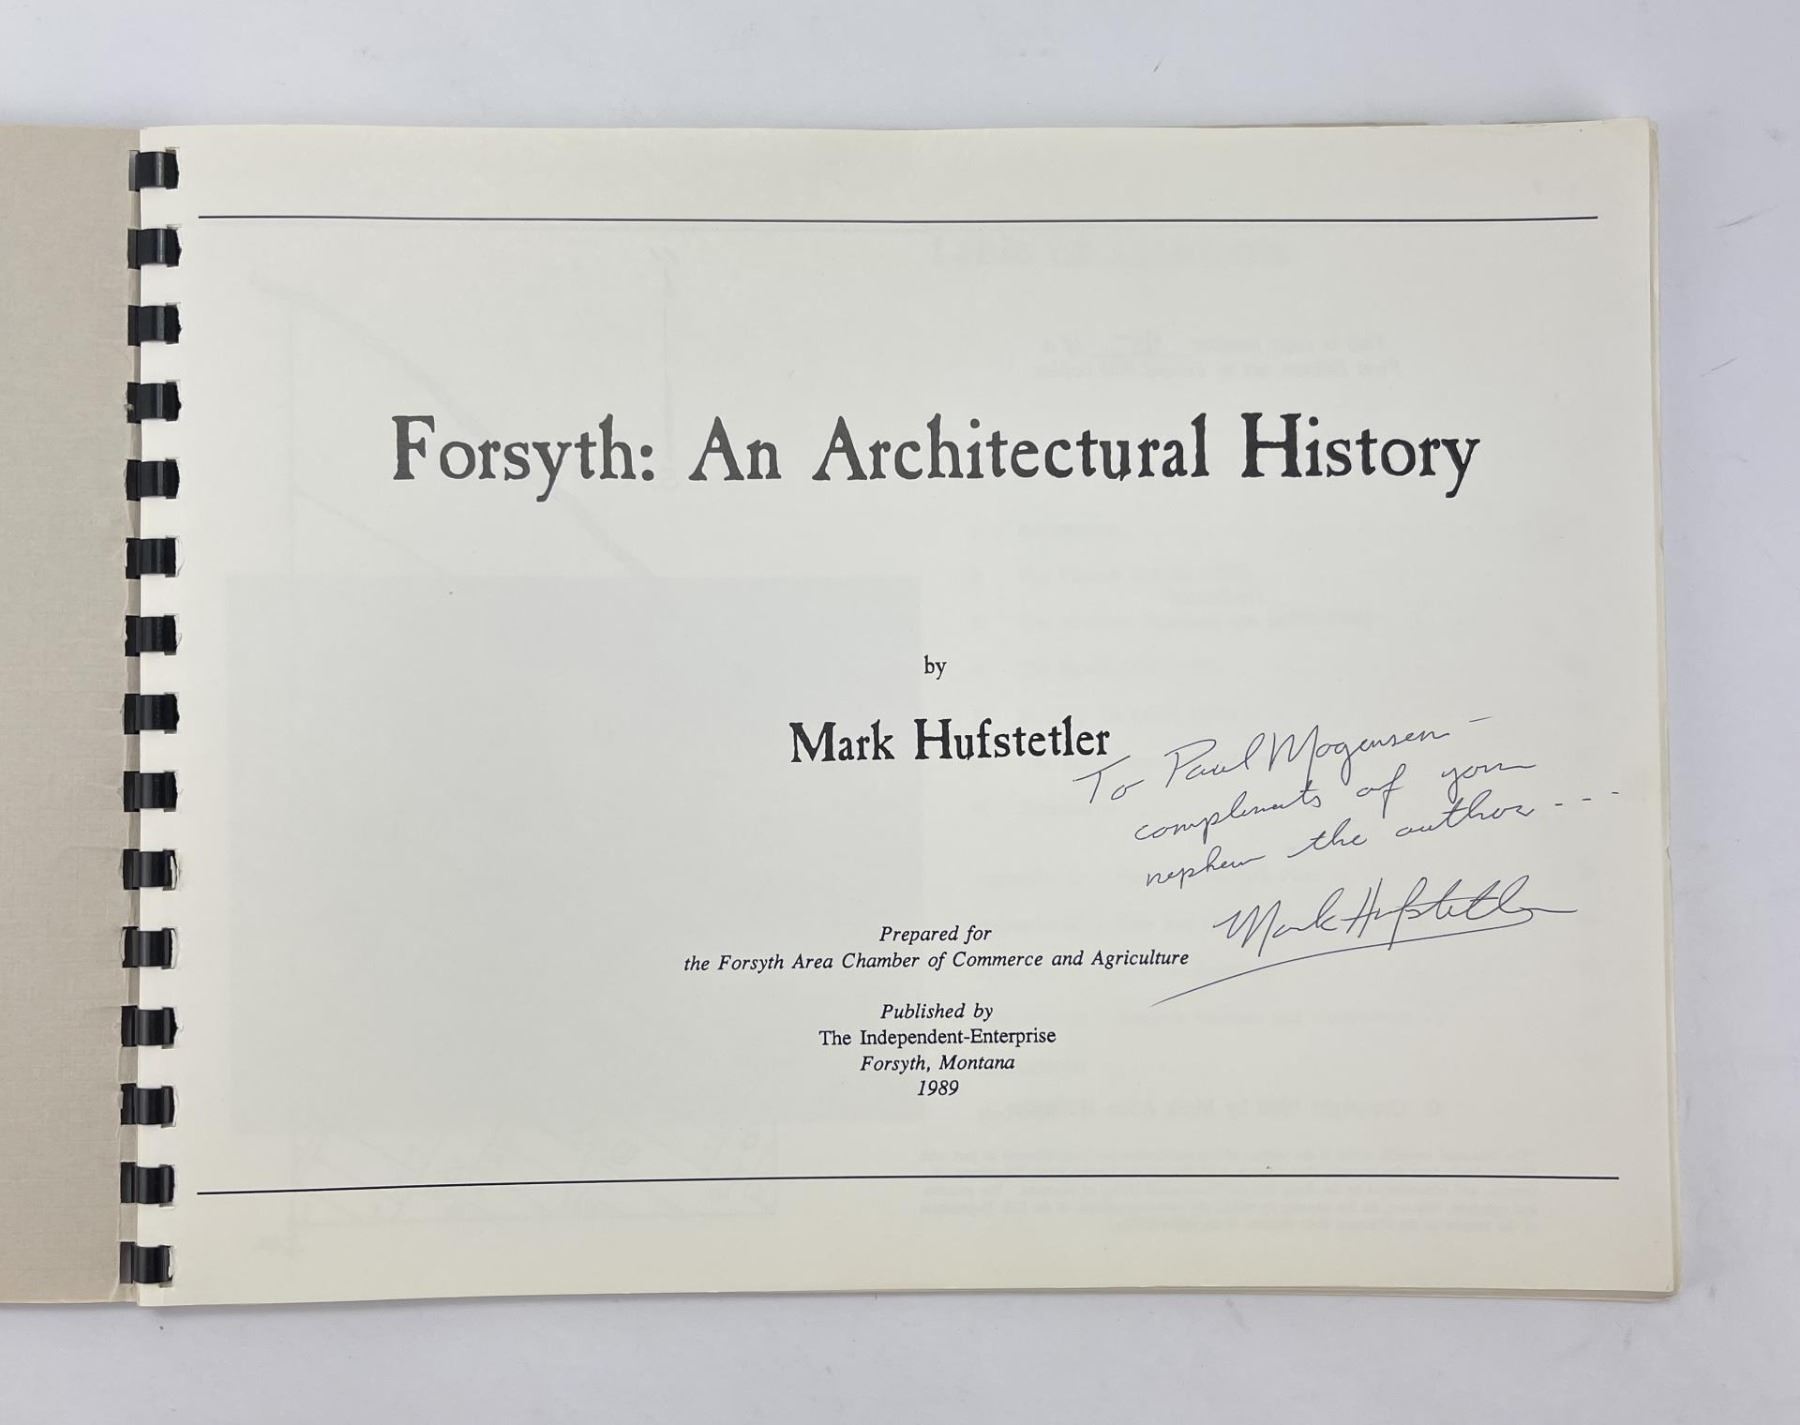 Forsyth: An Architectural History
by
Mark Hufstetler
To Paul Mogensen –
compliments of your
nephew the author ---
Mark Hufstetler
Prepared for
the Forsyth Area Chamber of Commerce and Agriculture
Published by
The Independent-Enterprise
Forsyth, Montana
1989